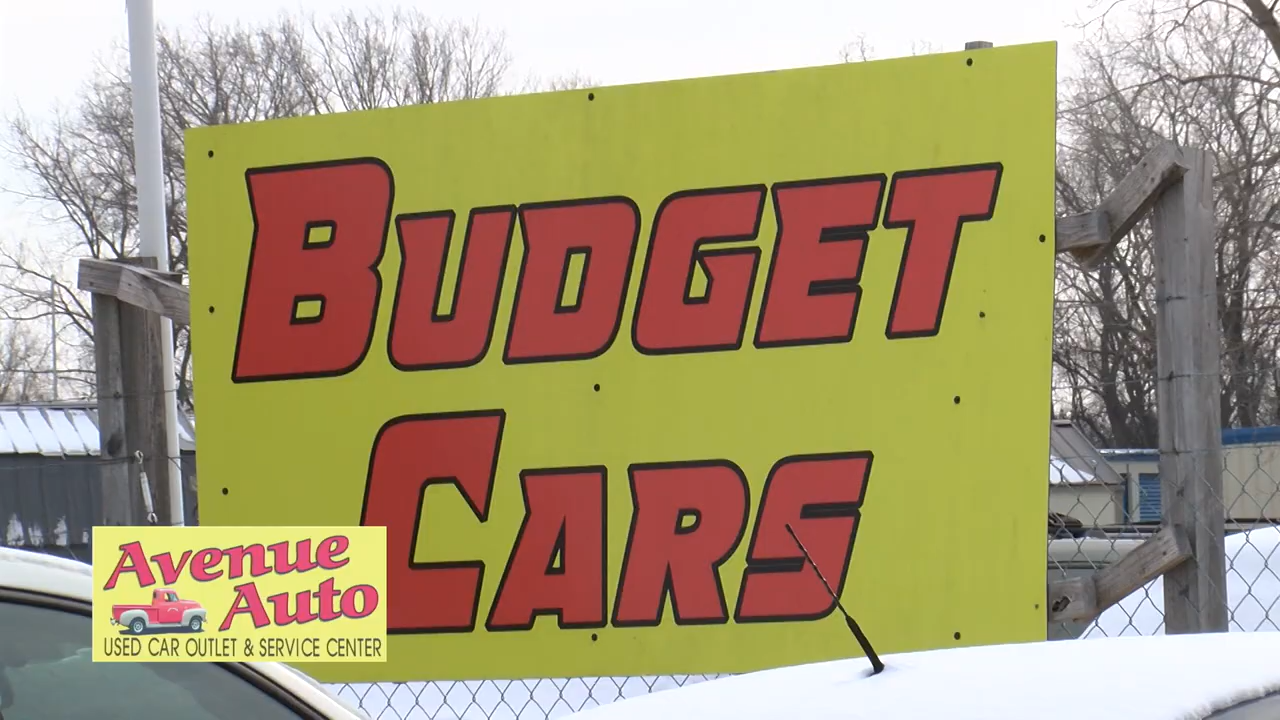 BUDGET
CARS
Avenue
Auto
USED CAR OUTLET & SERVICE CENTER